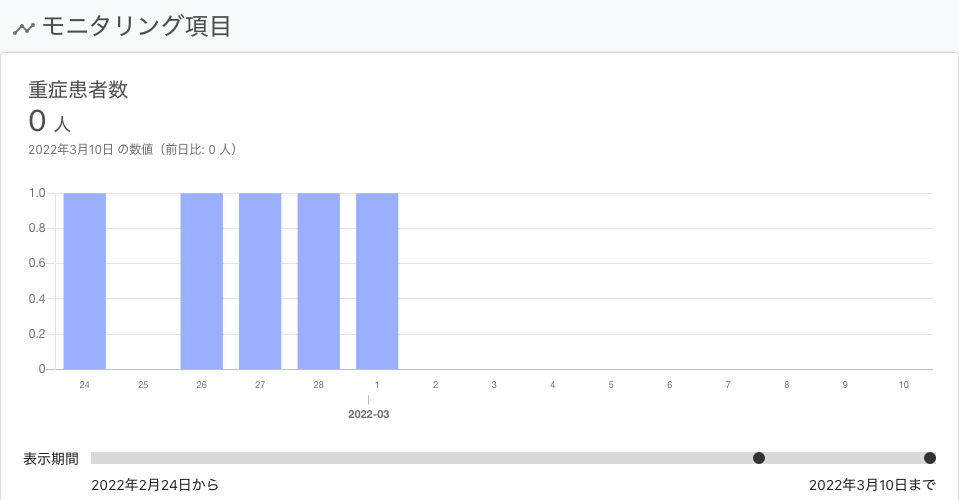 モニタリング項目
重症患者数
0 人
2022年3月10日 の数値（前日比: 0 人）
1.0
0.8
0.6
0.4
0.2
0
24 25 26 27 28 1 2 3 4 5 6 7 8 9 10
2022-03
表示期間
2022年2月24日から 2022年3月10日まで